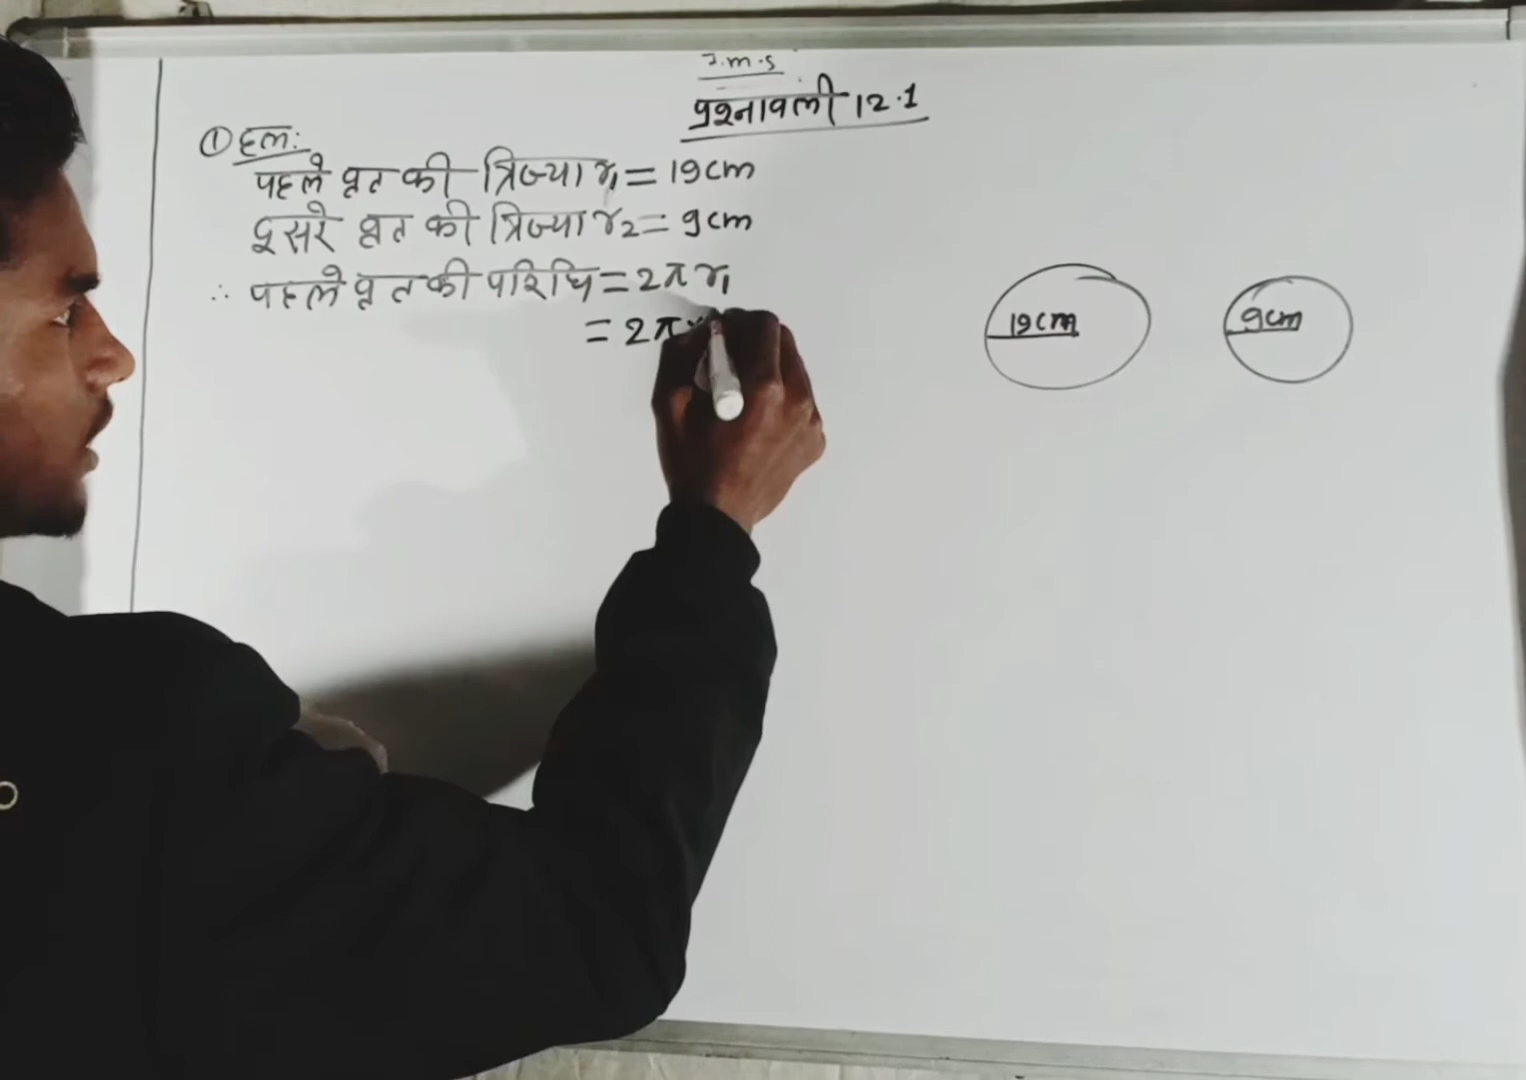 J.m.s
प्रश्नावली 12.1
① हल:
पहले वृत की त्रिज्या r₁ = 19cm
दुसरे वृत की त्रिज्या r₂ = 9cm
∴ पहले वृत की परिधि = 2πr₁
= 2π×
19cm
9cm